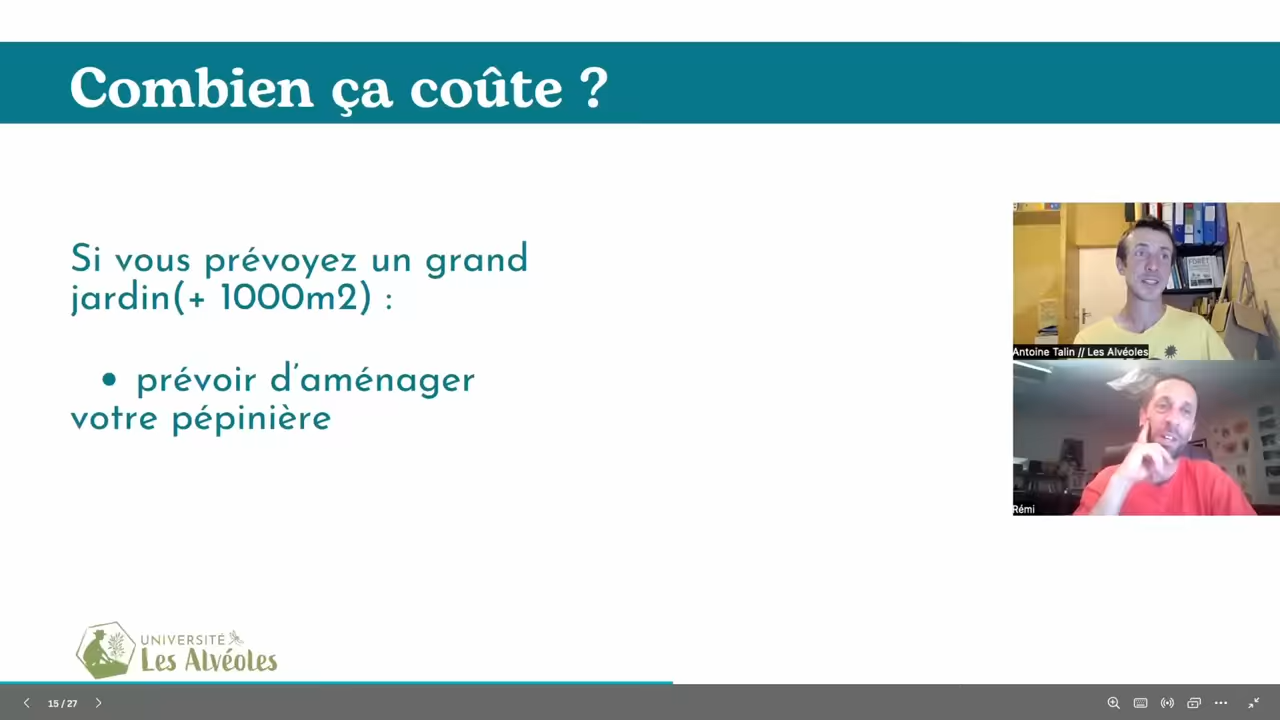 Combien ça coûte ?
Si vous prévoyez un grand
jardin(+ 1000m2) :
• prévoir d’aménager
votre pépinière
FORÊT
Antoine Talin // Les Alvéoles
Rémi
UNIVERSITÉ
Les Alvéoles
15 / 27